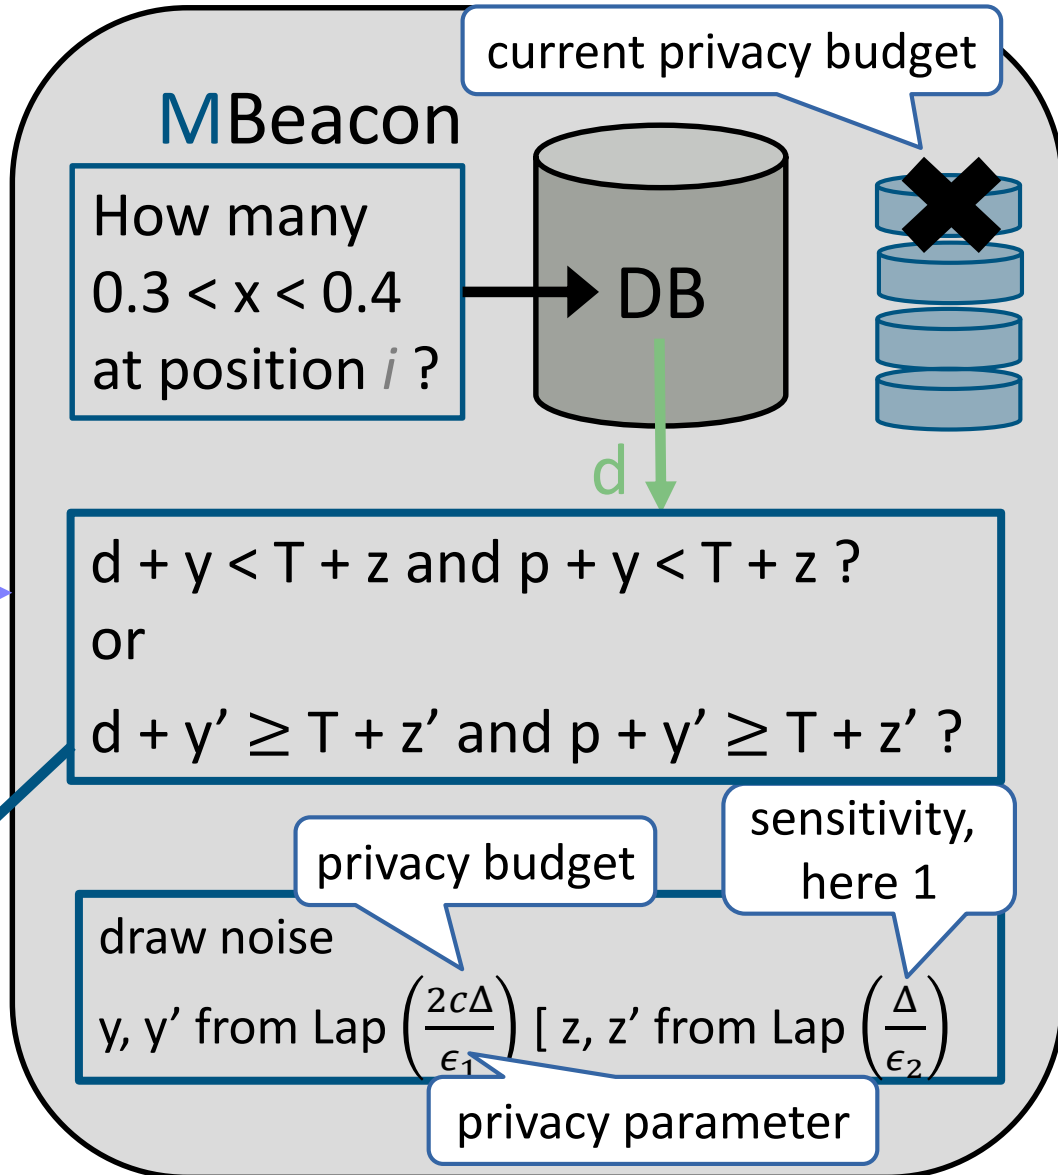 current privacy budget
MBeacon
How many
0.3 < x < 0.4
at position i ?
DB
d
d + y < T + z and p + y < T + z ?
or
d + y’ ≥ T + z’ and p + y’ ≥ T + z’ ?
sensitivity,
here 1
privacy budget
draw noise
y, y’ from Lap (2cΔ/ϵ₁) [ z, z’ from Lap (Δ/ϵ₂)
privacy parameter